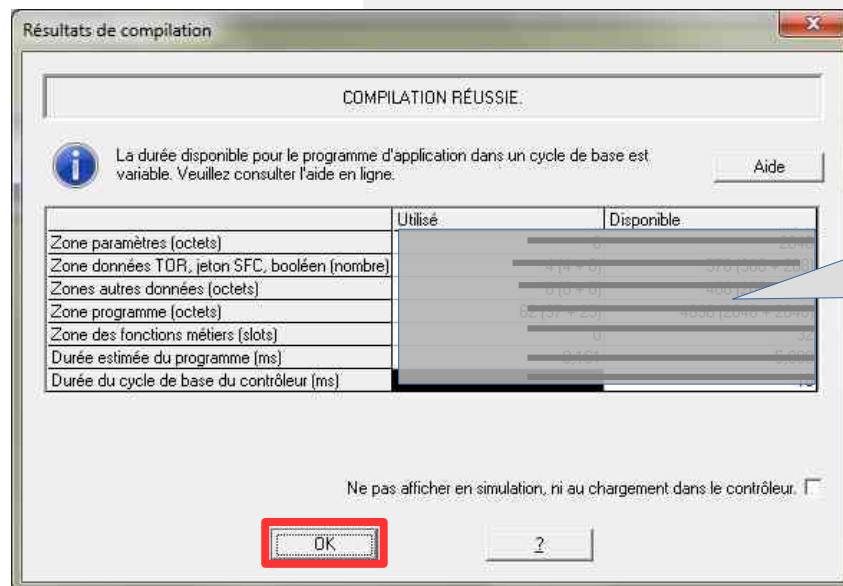 Résultats de compilation
COMPILATION RÉUSSIE.
La durée disponible pour le programme d'application dans un cycle de base est
variable. Veuillez consulter l'aide en ligne.
Aide
Utilisé Disponible
Zone paramètres (octets)
Zone données TOR, jeton SFC, booléen (nombre)
Zones autres données (octets)
Zone programme (octets)
Zone des fonctions métiers (slots)
Durée estimée du programme (ms)
Durée du cycle de base du contrôleur (ms)
Ne pas afficher en simulation, ni au chargement dans le contrôleur.
OK ?